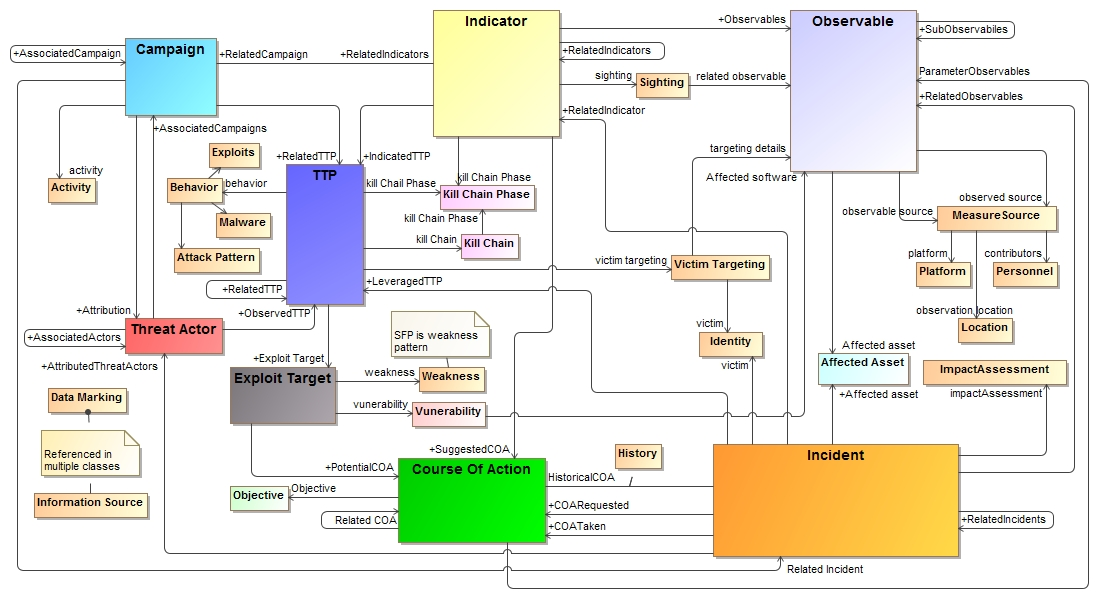 Indicator
Observable
Campaign
+Observables
+SubObservabiles
+AssociatedCampaign
+RelatedCampaign
+RelatedIndicators
+RelatedIndicators
sighting
Sighting
related observable
ParameterObservables
+RelatedObservables
+RelatedIndicator
+AssociatedCampaigns
Exploits
+RelatedTTP
+IndicatedTTP
targeting details
activity
Activity
Behavior
behavior
TTP
kill Chail Phase
kill Chain Phase
Kill Chain Phase
Affected software
observed source
Malware
kill Chain Phase
observable source
MeasureSource
Attack Pattern
kill Chain
Kill Chain
victim targeting
Victim Targeting
platform
contributors
Platform
Personnel
+RelatedTTP
+LeveragedTTP
+Attribution
+ObservedTTP
observation location
Threat Actor
+AssociatedActors
SFP is weakness
pattern
victim
Identity
Location
Affected asset
+AttributedThreatActors
+Exploit Target
victim
Affected Asset
ImpactAssessment
Exploit Target
weakness
Weakness
+Affected asset
impactAssessment
Data Marking
vunerability
Vunerability
Referenced in
multiple classes
+SuggestedCOA
History
Incident
+PotentialCOA
Course Of Action
HistoricalCOA
Information Source
Objective
Objective
+COARequested
Related COA
+COATaken
+RelatedIncidents
Related Incident